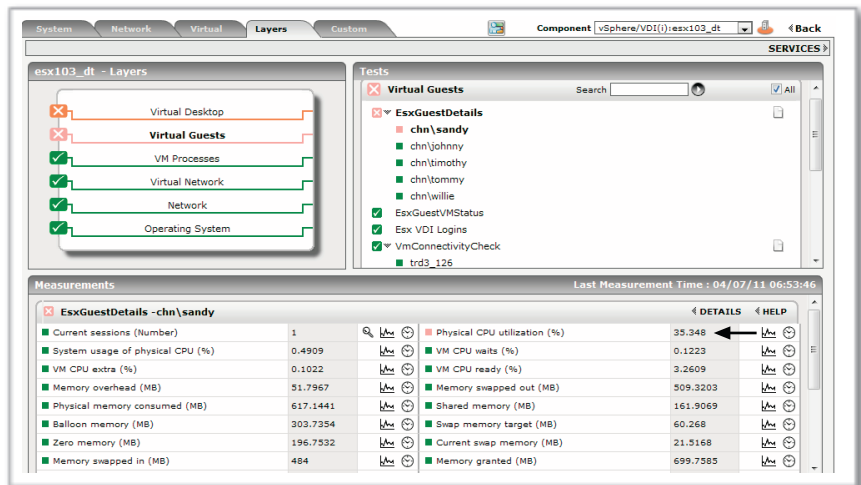 System Network Virtual Layers Custom Component vSphere/VDI(i):esx103_dt Back
SERVICES
esx103_dt - Layers
Virtual Desktop
Virtual Guests
VM Processes
Virtual Network
Network
Operating System
Tests
Virtual Guests Search All
EsxGuestDetails
chn\sandy
chn\johnny
chn\timothy
chn\tommy
chn\willie
EsxGuestVMStatus
Esx VDI Logins
VmConnectivityCheck
trd3_126
Measurements Last Measurement Time : 04/07/11 06:53:46
EsxGuestDetails -chn\sandy DETAILS HELP
Current sessions (Number) 1 Physical CPU utilization (%) 35.348
System usage of physical CPU (%) 0.4909 VM CPU waits (%) 0.1223
VM CPU extra (%) 0.1022 VM CPU ready (%) 3.2609
Memory overhead (MB) 51.7967 Memory swapped out (MB) 509.3203
Physical memory consumed (MB) 617.1441 Shared memory (MB) 161.9069
Balloon memory (MB) 303.7354 Swap memory target (MB) 60.268
Zero memory (MB) 196.7532 Current swap memory (MB) 21.5168
Memory swapped in (MB) 484 Memory granted (MB) 699.7585